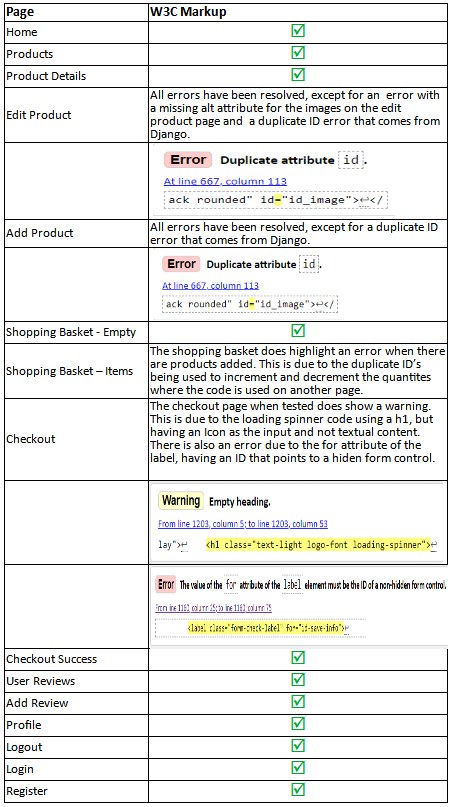 Page W3C Markup
Home ☑
Products ☑
Product Details ☑
Edit Product
All errors have been resolved, except for an error with
a missing alt attribute for the images on the edit
product page and a duplicate ID error that comes from
Django.
Error Duplicate attribute id.
At line 667, column 113
ack rounded" id="id_image">↩</
Add Product
All errors have been resolved, except for a duplicate ID
error that comes from Django.
Error Duplicate attribute id.
At line 667, column 113
ack rounded" id="id_image">↩</
Shopping Basket - Empty ☑
Shopping Basket – Items
The shopping basket does highlight an error when there
are products added. This is due to the duplicate ID's
being used to increment and decrement the quantites
where the code is used on another page.
Checkout
The checkout page when tested does show a warning.
This is due to the loading spinner code using a h1, but
having an Icon as the input and not textual content.
There is also an error due to the for attribute of the
label, having an ID that points to a hiden form control.
Warning Empty heading.
From line 1203, column 5; to line 1203, column 53
lay">↩ <h1 class="text-light logo-font loading-spinner">↩
Error The value of the for attribute of the label element must be the ID of a non-hidden form control.
From line 1161 column 25; to line 1161 column 75
<label class="form-check-label" for="id-save-info">↩
Checkout Success ☑
User Reviews ☑
Add Review ☑
Profile ☑
Logout ☑
Login ☑
Register ☑